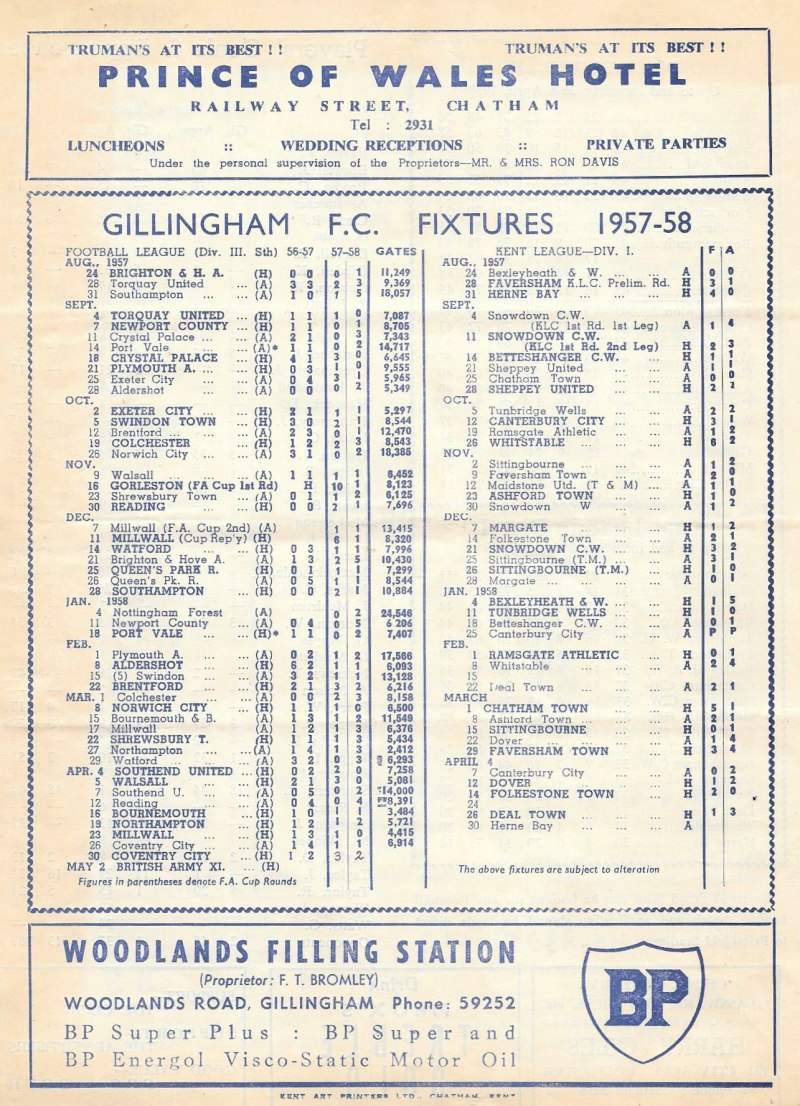 TRUMAN'S AT ITS BEST ! ! TRUMAN'S AT ITS BEST ! !
PRINCE OF WALES HOTEL
RAILWAY STREET, CHATHAM
Tel : 2931
LUNCHEONS :: WEDDING RECEPTIONS :: PRIVATE PARTIES
Under the personal supervision of the Proprietors—MR. & MRS. RON DAVIS
GILLINGHAM F.C. FIXTURES 1957-58
FOOTBALL LEAGUE (Div. III. Sth) 56-57 57-58 GATES
AUG., 1957
24 BRIGHTON & H. A. (H) 0 0 0 1 11,249
28 Torquay United ... (A) 3 3 2 3 9,369
31 Southampton ... ... (A) 1 0 1 5 18,057
SEPT.
4 TORQUAY UNITED ... (H) 1 1 1 0 7,087
7 NEWPORT COUNTY ... (H) 1 1 0 1 8,705
11 Crystal Palace ... ... (A) 2 1 0 3 7,343
14 Port Vale ... ... (A)* 1 1 0 2 14,717
18 CRYSTAL PALACE ... (H) 4 1 3 0 6,645
21 PLYMOUTH A. ... ... (H) 0 3 1 0 9,555
25 Exeter City ... ... (A) 0 4 3 1 5,965
28 Aldershot ... ... (A) 0 0 0 2 5,349
OCT.
2 EXETER CITY ... ... (H) 2 1 1 1 5,297
5 SWINDON TOWN ... (H) 3 0 2 1 8,544
12 Brentford ... ... (A) 2 3 0 1 12,470
19 COLCHESTER ... (H) 1 2 2 3 8,543
26 Norwich City ... (A) 3 1 0 2 18,385
NOV.
9 Walsall ... ... (A) 1 1 1 1 6,452
16 GORLESTON (FA Cup 1st Rd) H 10 1 8,123
23 Shrewsbury Town ... (A) 0 1 1 2 6,125
30 READING ... ... (H) 0 0 2 1 7,696
DEC.
7 Millwall (F.A. Cup 2nd) (A) 1 1 13,415
11 MILLWALL (Cup Rep'y) (H) 6 1 8,320
14 WATFORD ... ... (H) 0 3 1 1 7,996
21 Brighton & Hove A. (A) 1 3 2 5 10,430
25 QUEEN'S PARK R. (H) 0 1 1 1 7,299
26 Queen's Pk. R. (A) 0 5 1 1 8,544
28 SOUTHAMPTON ... (H) 0 0 2 1 10,884
JAN. 1958
4 Nottingham Forest (A) 0 2 24,546
11 Newport County ... (A) 0 4 0 5 6 206
18 PORT VALE ... ... (H)* 1 1 0 2 7,407
FEB.
1 Plymouth A. ... ... (A) 0 2 1 2 17,566
8 ALDERSHOT ... ... (H) 6 2 1 1 6,093
15 (5) Swindon ... ... (A) 3 2 1 1 13,128
22 BRENTFORD ... ... (H) 2 1 3 2 6,216
MAR. 1 Colchester ... (A) 0 0 2 3 8,158
8 NORWICH CITY ... (H) 1 1 1 0 6,500
15 Bournemouth & B. (A) 1 3 1 2 11,549
17 Millwall ... ... (A) 1 2 1 3 6,376
22 SHREWSBURY T. (H) 1 1 1 3 5,434
27 Northampton ... (A) 1 4 1 3 2,412
29 Watford ... ... (A) 3 2 0 3 6,293
APR. 4 SOUTHEND UNITED ... (H) 0 2 2 0 7,258
5 WALSALL ... ... (H) 2 1 3 0 5,081
7 Southend U. ... ... (A) 0 5 0 2 14,000
12 Reading ... ... (A) 0 4 0 4 8,391
16 BOURNEMOUTH ... (H) 1 0 1 1 3,484
19 NORTHAMPTON ... (H) 1 2 1 2 5,721
23 MILLWALL ... ... (H) 1 3 1 0 4,415
26 Coventry City ... (A) 1 4 1 1 6,914
30 COVENTRY CITY ... (H) 1 2 3 2
MAY 2 BRITISH ARMY XI. ... (H)
Figures in parentheses denote F.A. Cup Rounds
KENT LEAGUE—DIV. I. F A
AUG., 1957
24 Bexleyheath & W. ... ... A 0 0
28 FAVERSHAM K.L.C. Prelim. Rd. H 3 1
31 HERNE BAY ... ... H 4 0
SEPT.
4 Snowdown C.W.
(KLC 1st Rd. 1st Leg) A 1 4
11 SNOWDOWN C.W.
(KLC 1st Rd. 2nd Leg) H 2 3
14 BETTESHANGER C.W. ... H 1 1
21 Sheppey United ... ... A 1 1
25 Chatham Town ... ... A 0 0
28 SHEPPEY UNITED ... ... H 2 2
OCT.
5 Tunbridge Wells ... ... A 2 2
12 CANTERBURY CITY ... H 3 1
19 Ramsgate Athletic ... ... A 1 2
26 WHITSTABLE ... ... H 6 2
NOV.
2 Sittingbourne ... ... A 1 2
9 Faversham Town ... ... A 2 0
12 Maidstone Utd. (T & M) ... A 1 1
23 ASHFORD TOWN ... H 1 0
30 Snowdown W ... A 1 2
DEC.
7 MARGATE ... ... H 1 2
14 Folkestone Town ... ... A 2 1
21 SNOWDOWN C.W. ... H 3 2
25 Sittingbourne (T.M.) ... A 3 1
26 SITTINGBOURNE (T.M.) ... H 1 0
28 Margate ... ... A 0 1
JAN. 1958
4 BEXLEYHEATH & W. ... H 1 5
11 TUNBRIDGE WELLS ... H 1 0
18 Betteshanger C.W. ... A 0 1
25 Canterbury City ... A P P
FEB.
1 RAMSGATE ATHLETIC ... H 0 1
8 Whitstable ... ... A 2 4
15
22 Deal Town ... ... A 2 1
MARCH
1 CHATHAM TOWN ... H 5 1
8 Ashford Town ... ... A 2 1
15 SITTINGBOURNE ... H 0 1
22 Dover ... ... A 1 4
29 FAVERSHAM TOWN ... H 3 4
APRIL 4
7 Canterbury City ... A 0 2
12 DOVER ... ... H 1 2
14 FOLKESTONE TOWN ... H 2 0
24
26 DEAL TOWN ... ... H 1 3
30 Herne Bay ... ... A
The above fixtures are subject to alteration
WOODLANDS FILLING STATION
(Proprietor: F. T. BROMLEY)
WOODLANDS ROAD, GILLINGHAM Phone: 59252
BP Super Plus : BP Super and
BP Energol Visco-Static Motor Oil
BP
KENT ART PRINTERS LTD., CHATHAM, KENT